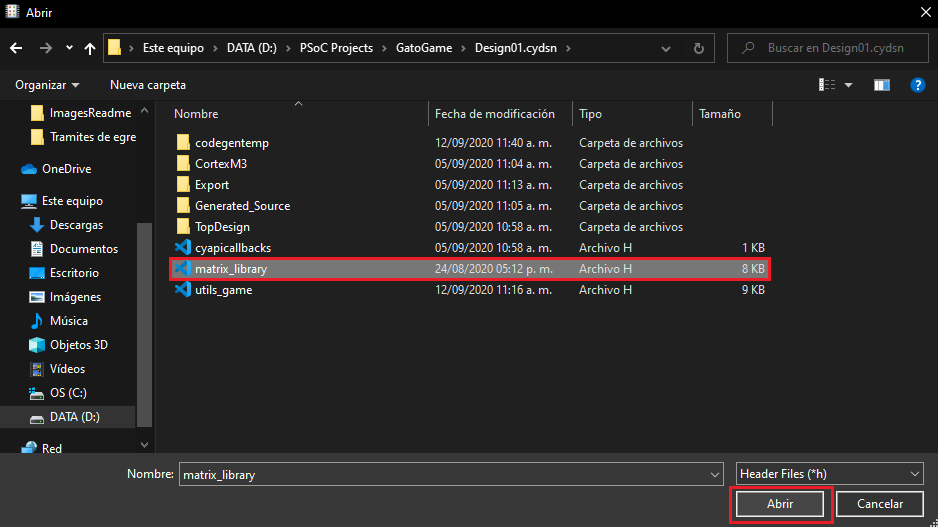 Abrir
Este equipo > DATA (D:) > PSoC Projects > GatoGame > Design01.cydsn >
Buscar en Design01.cydsn
Organizar
Nueva carpeta
Nombre Fecha de modificación Tipo Tamaño
ImagesReadme
Tramites de egre
OneDrive
Este equipo
Descargas
Documentos
Escritorio
Imágenes
Música
Objetos 3D
Vídeos
OS (C:)
DATA (D:)
Red
codegentemp 12/09/2020 11:40 a. m. Carpeta de archivos
CortexM3 05/09/2020 11:04 a. m. Carpeta de archivos
Export 05/09/2020 11:13 a. m. Carpeta de archivos
Generated_Source 05/09/2020 11:05 a. m. Carpeta de archivos
TopDesign 05/09/2020 10:58 a. m. Carpeta de archivos
cyapicallbacks 05/09/2020 10:58 a. m. Archivo H 1 KB
matrix_library 24/08/2020 05:12 p. m. Archivo H 8 KB
utils_game 12/09/2020 11:16 a. m. Archivo H 9 KB
Nombre: matrix_library
Header Files (*h)
Abrir
Cancelar